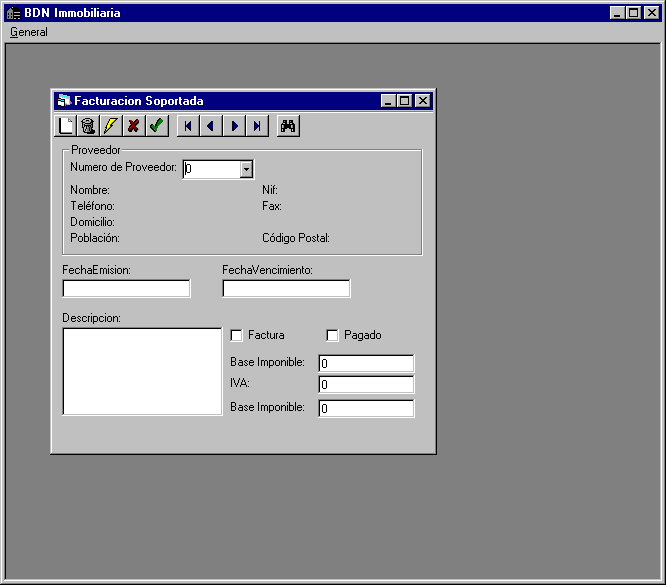 BDN Immobiliaria
General
Facturacion Soportada
Proveedor
Numero de Proveedor: 0
Nombre: Nif:
Teléfono: Fax:
Domicilio:
Población: Código Postal:
FechaEmision: FechaVencimiento:
Descripcion:
Factura Pagado
Base Imponible: 0
IVA: 0
Base Imponible: 0